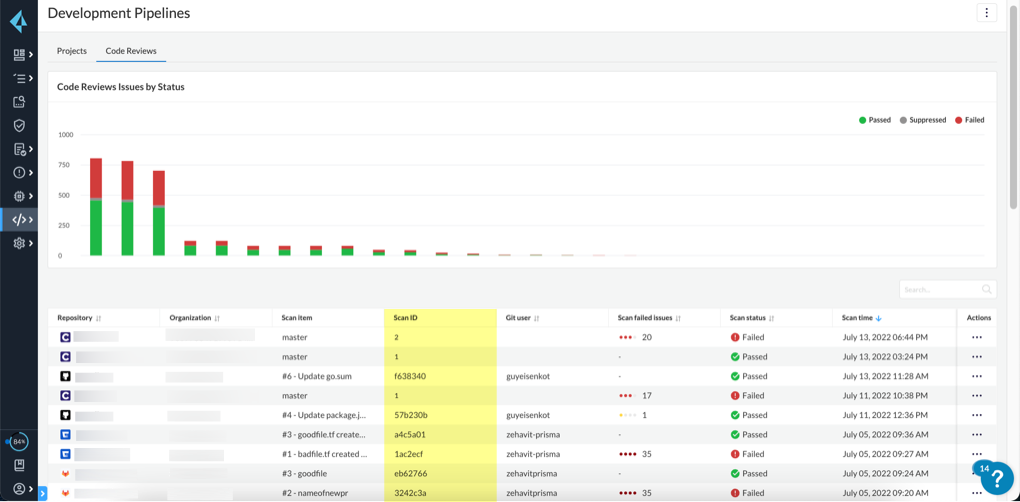 Development Pipelines
Projects Code Reviews
Code Reviews Issues by Status
Passed Suppressed Failed
1000
750
500
250
0
Search...
Repository Organization Scan item Scan ID Git user Scan failed issues Scan status Scan time Actions
master 2 20 Failed July 13, 2022 06:44 PM
master 1 - Passed July 13, 2022 03:24 PM
#6 - Update go.sum f638340 guyeisenkot - Passed July 13, 2022 11:28 AM
master 1 17 Failed July 11, 2022 10:38 PM
#4 - Update package.j... 57b230b guyeisenkot 1 Passed July 11, 2022 12:36 PM
#3 - goodfile.tf create... a4c5a01 zehavit-prisma - Passed July 05, 2022 09:36 AM
#1 - badfile.tf created ... 1ac2ecf zehavit-prisma 35 Failed July 05, 2022 09:27 AM
#3 - goodfile eb62766 zehavitprisma - Passed July 05, 2022 09:24 AM
#2 - nameofnewpr 3242c3a zehavitprisma 35 Failed July 05, 2022 09:20 AM
84%
14
?